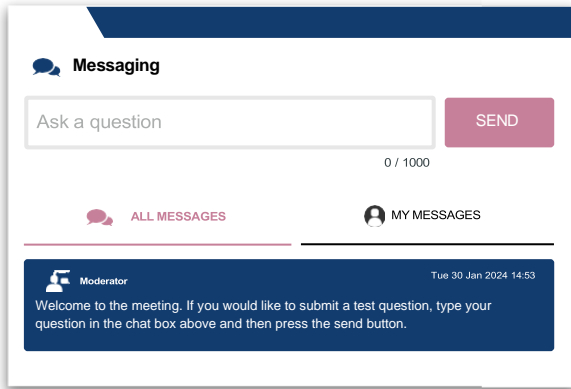 Messaging
Ask a question
SEND
0 / 1000
ALL MESSAGES
MY MESSAGES
Moderator
Tue 30 Jan 2024 14:53
Welcome to the meeting. If you would like to submit a test question, type your
question in the chat box above and then press the send button.